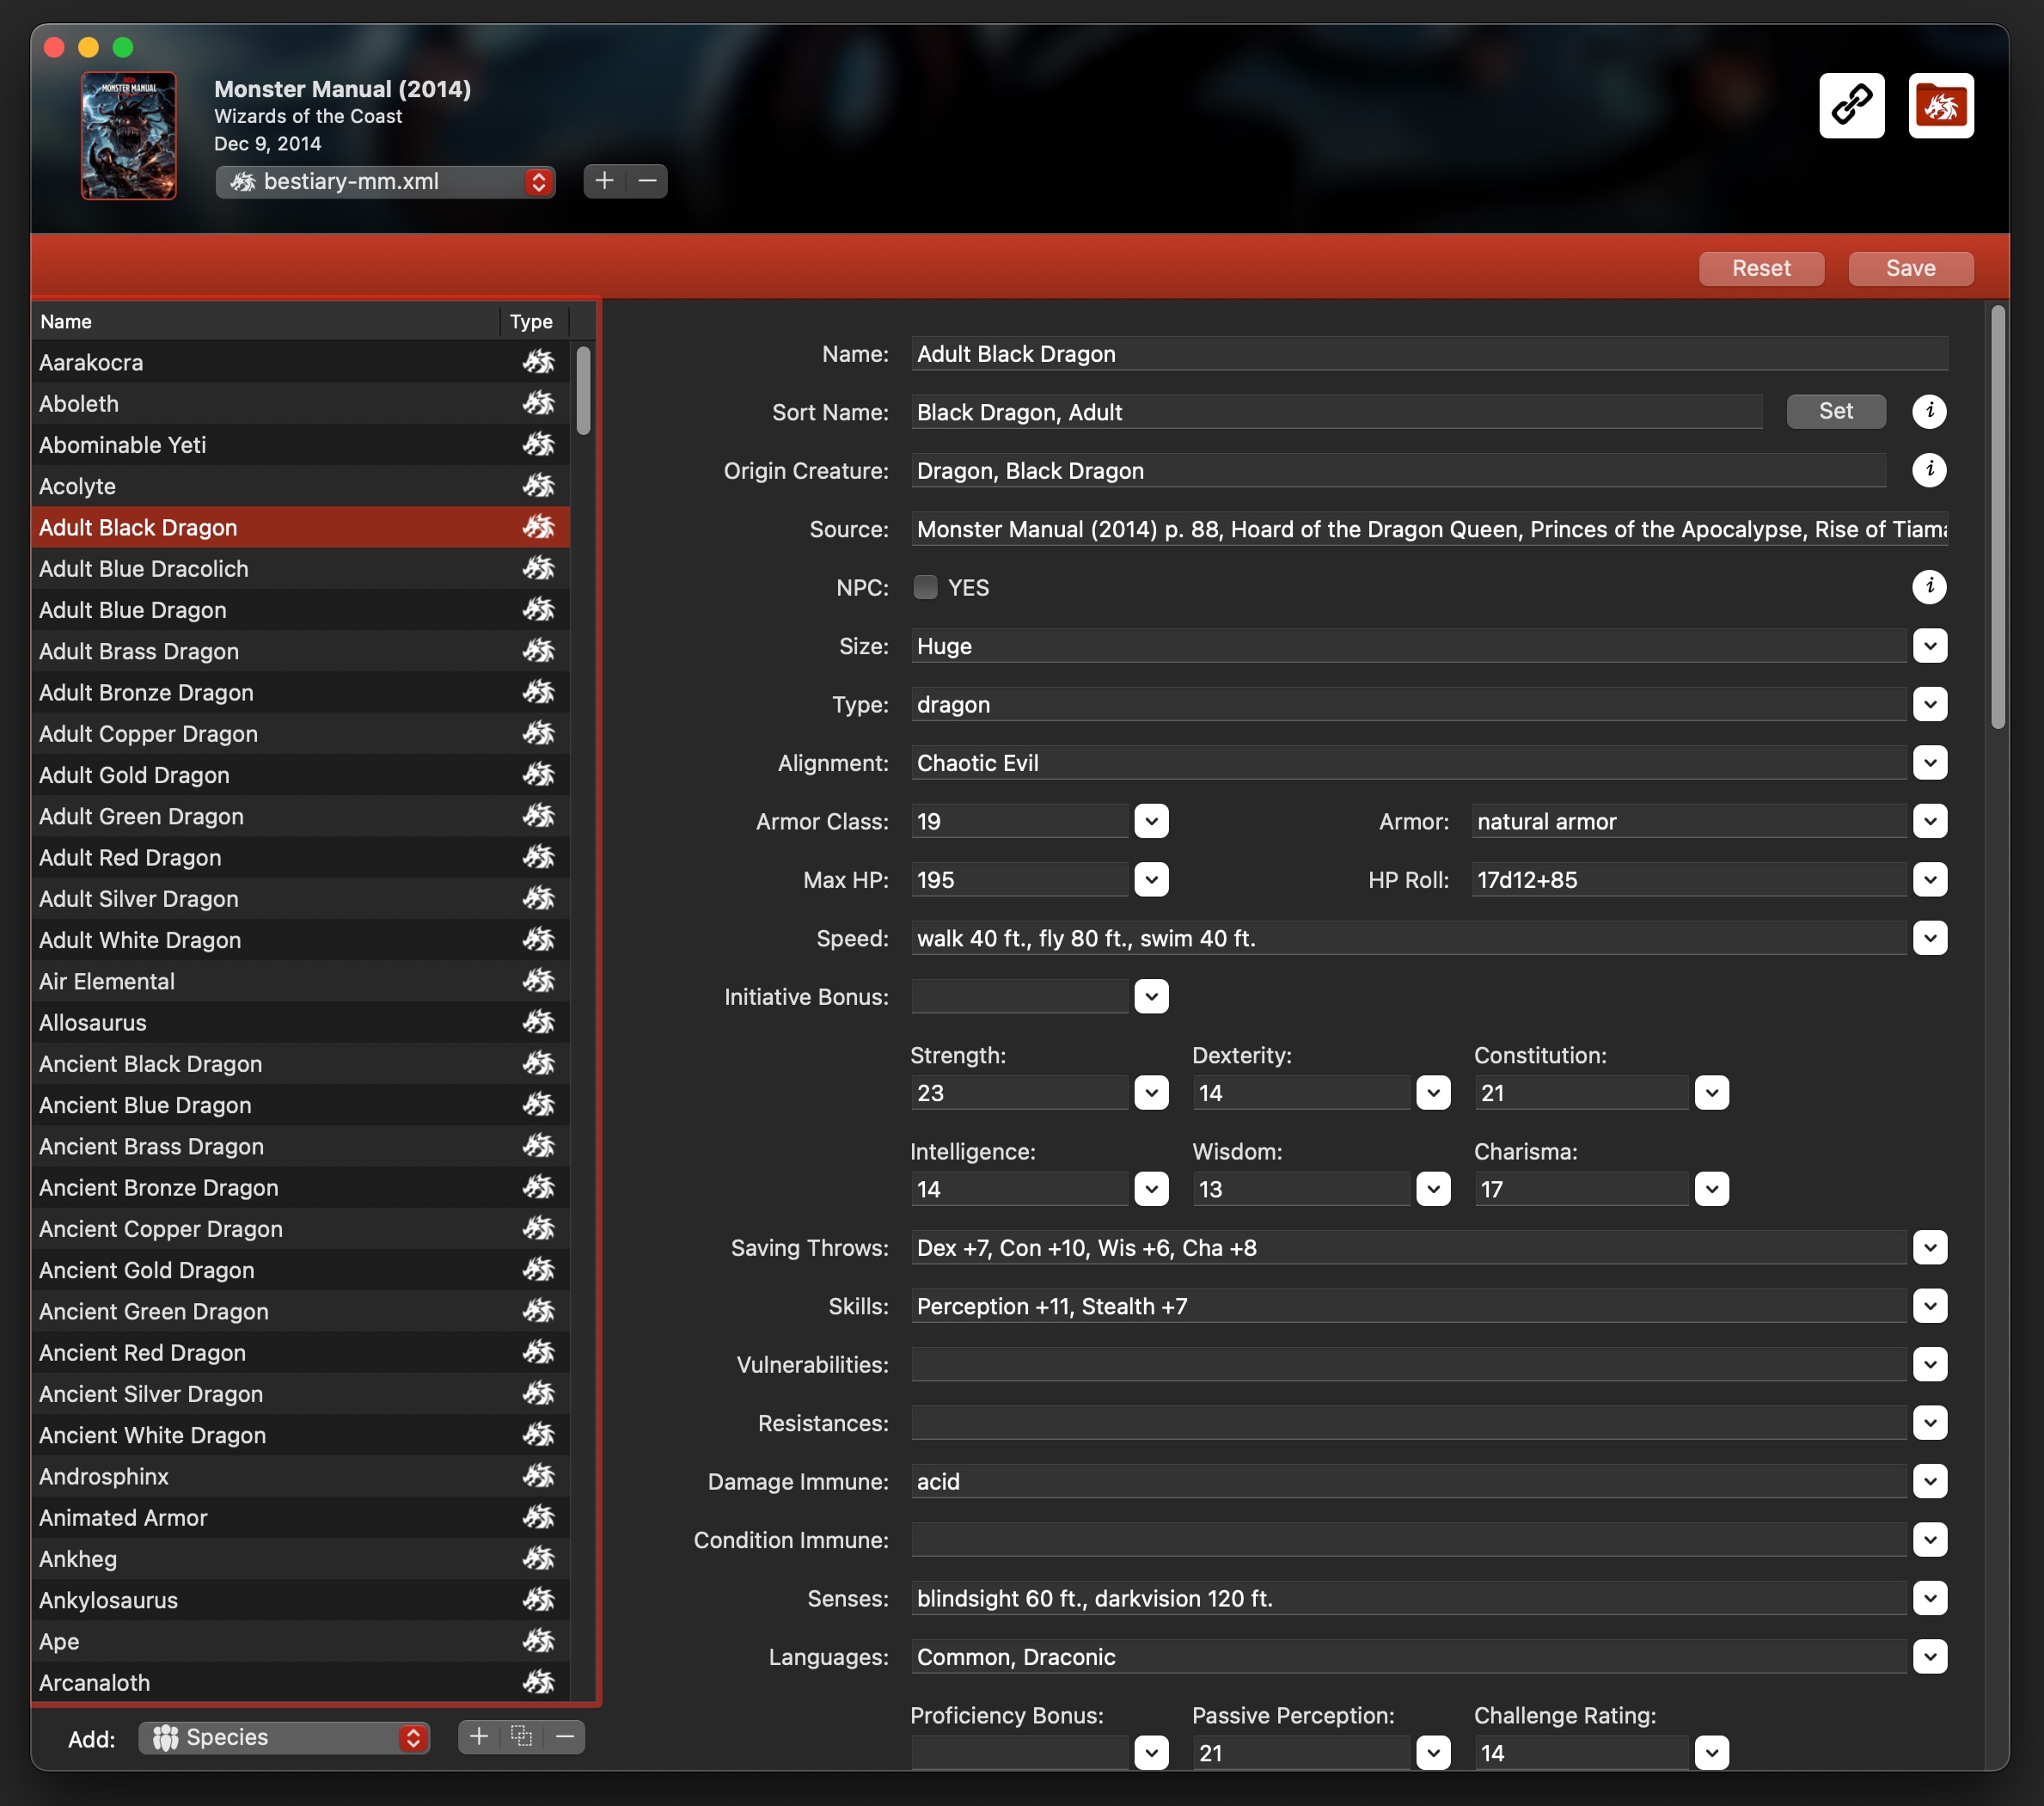 MONSTER MANUAL
Monster Manual (2014)
Wizards of the Coast
Dec 9, 2014
bestiary-mm.xml
Reset Save
Name Type
Aarakocra
Aboleth
Abominable Yeti
Acolyte
Adult Black Dragon
Adult Blue Dracolich
Adult Blue Dragon
Adult Brass Dragon
Adult Bronze Dragon
Adult Copper Dragon
Adult Gold Dragon
Adult Green Dragon
Adult Red Dragon
Adult Silver Dragon
Adult White Dragon
Air Elemental
Allosaurus
Ancient Black Dragon
Ancient Blue Dragon
Ancient Brass Dragon
Ancient Bronze Dragon
Ancient Copper Dragon
Ancient Gold Dragon
Ancient Green Dragon
Ancient Red Dragon
Ancient Silver Dragon
Ancient White Dragon
Androsphinx
Animated Armor
Ankheg
Ankylosaurus
Ape
Arcanaloth
Add: Species
Name: Adult Black Dragon
Sort Name: Black Dragon, Adult Set i
Origin Creature: Dragon, Black Dragon i
Source: Monster Manual (2014) p. 88, Hoard of the Dragon Queen, Princes of the Apocalypse, Rise of Tiama
NPC: YES i
Size: Huge
Type: dragon
Alignment: Chaotic Evil
Armor Class: 19 Armor: natural armor
Max HP: 195 HP Roll: 17d12+85
Speed: walk 40 ft., fly 80 ft., swim 40 ft.
Initiative Bonus:
Strength: Dexterity: Constitution:
23 14 21
Intelligence: Wisdom: Charisma:
14 13 17
Saving Throws: Dex +7, Con +10, Wis +6, Cha +8
Skills: Perception +11, Stealth +7
Vulnerabilities:
Resistances:
Damage Immune: acid
Condition Immune:
Senses: blindsight 60 ft., darkvision 120 ft.
Languages: Common, Draconic
Proficiency Bonus: Passive Perception: Challenge Rating:
21 14